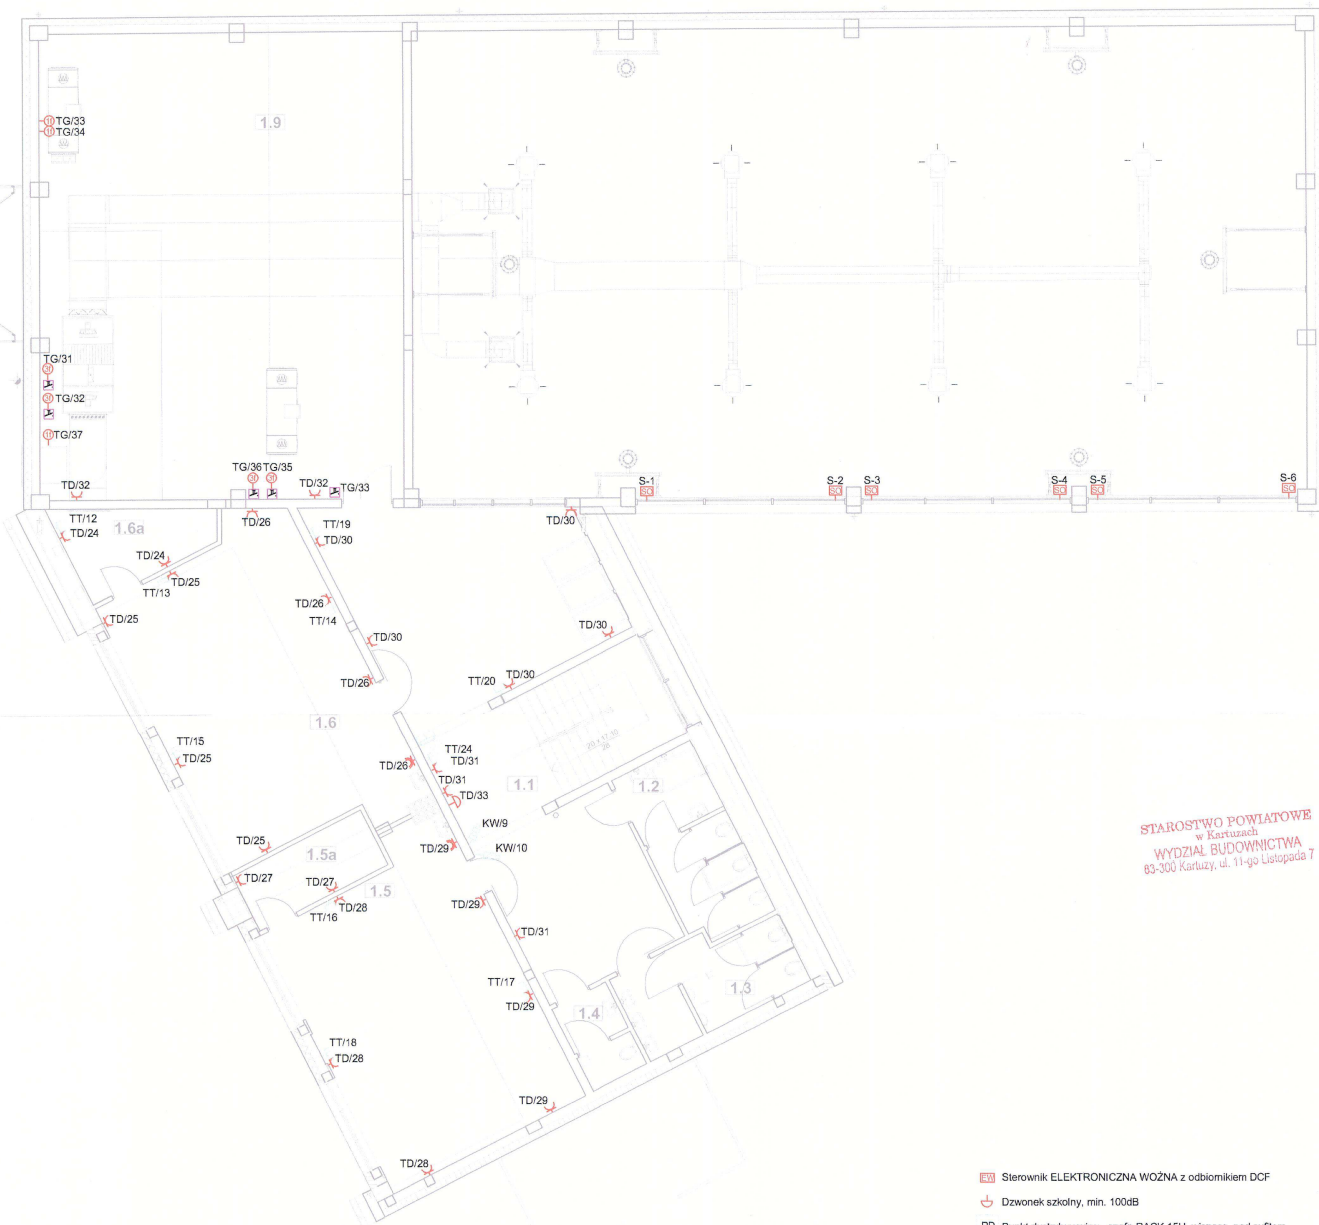 1.9
TG/33
TG/34
TG/31
TG/32
TG/37
TG/36 TG/35
TD/32
TD/32
TG/33
S-1
S-2
S-3
S-4
S-5
S-6
TT/12
TD/24
1.6a
TD/26
TT/19
TD/30
TD/30
TD/24
TD/25
TT/13
TD/25
TD/26
TT/14
TD/30
TD/30
TD/26
TT/20
TD/30
1.6
TT/15
TD/25
TT/24
TD/31
TD/26
TD/31
TD/33
1.1
1.2
KW/9
KW/10
TD/29
TD/25
1.5a
TD/27
TD/27
1.5
TD/28
TT/16
TD/29
TD/31
TT/17
TD/29
1.4
1.3
TT/18
TD/28
TD/29
TD/28
STAROSTWO POWIATOWE
w Kartuzach
WYDZIAŁ BUDOWNICTWA
83-300 Kartuzy, ul. 11-go Listopada 7
EW Sterownik ELEKTRONICZNA WOŹNA z odbiornikiem DCF
Dzwonek szkolny, min. 100dB